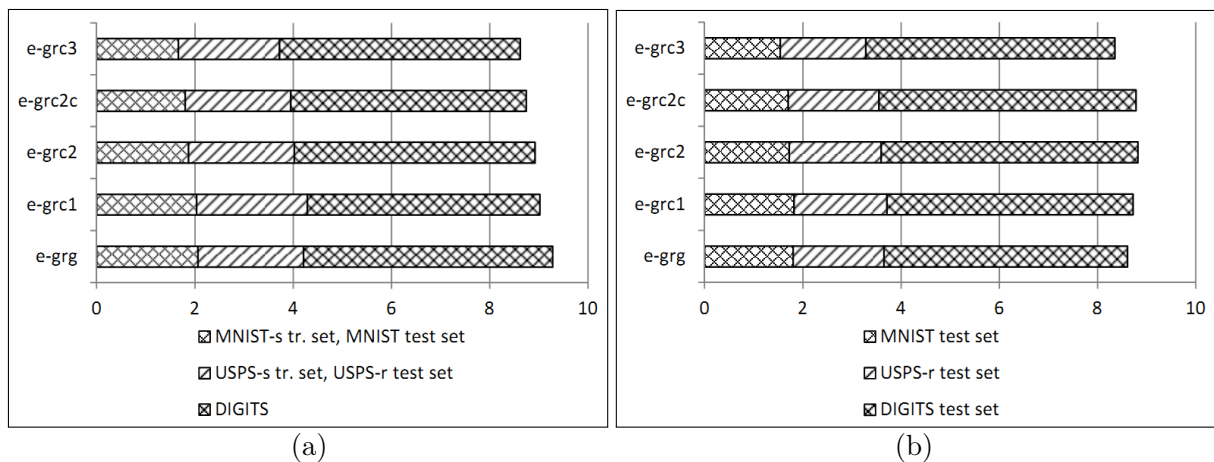 e-grc3
e-grc2c
e-grc2
e-grc1
e-grg
0 2 4 6 8 10
MNIST-s tr. set, MNIST test set
USPS-s tr. set, USPS-r test set
DIGITS
(a)
e-grc3
e-grc2c
e-grc2
e-grc1
e-grg
0 2 4 6 8 10
MNIST test set
USPS-r test set
DIGITS test set
(b)